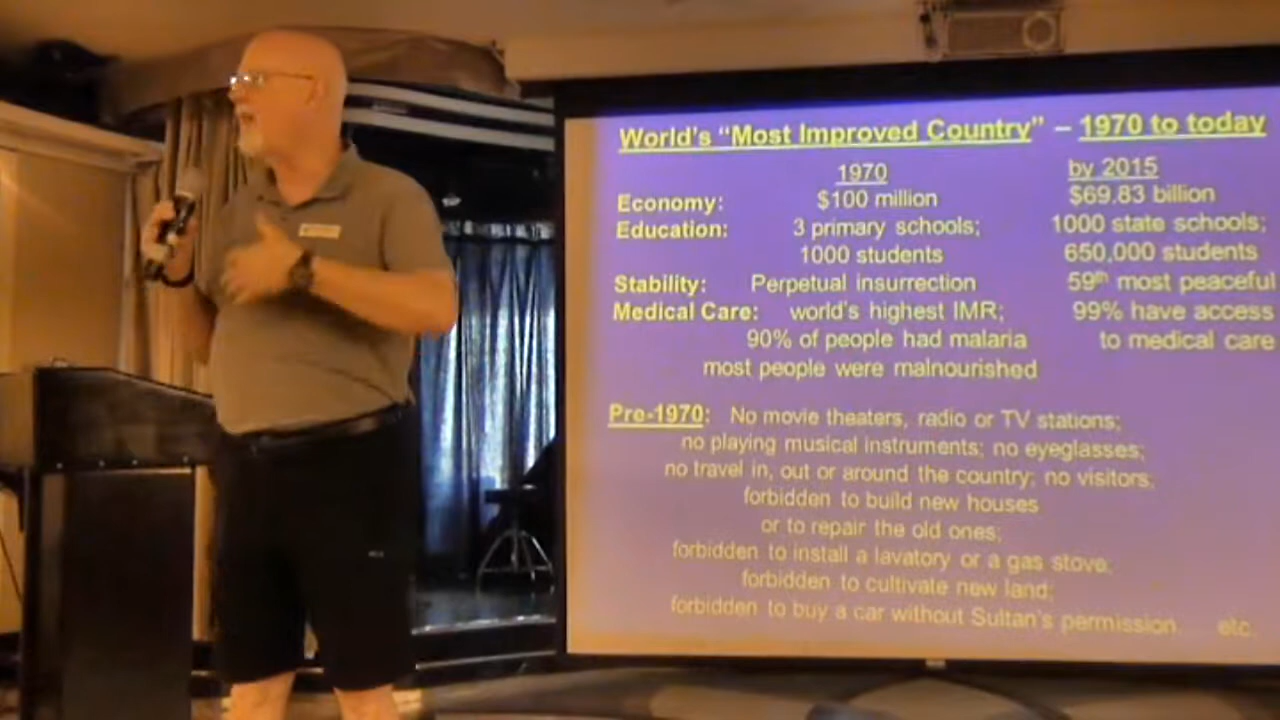 World's "Most Improved Country" – 1970 to today
1970 by 2015
Economy: $100 million $69.83 billion
Education: 3 primary schools; 1000 state schools;
1000 students 650,000 students
Stability: Perpetual insurrection 59th most peaceful
Medical Care: world's highest IMR; 99% have access
90% of people had malaria to medical care
most people were malnourished
Pre-1970: No movie theaters, radio or TV stations;
no playing musical instruments; no eyeglasses;
no travel in, out or around the country; no visitors;
forbidden to build new houses
or to repair the old ones;
forbidden to install a lavatory or a gas stove;
forbidden to cultivate new land;
forbidden to buy a car without Sultan's permission etc.